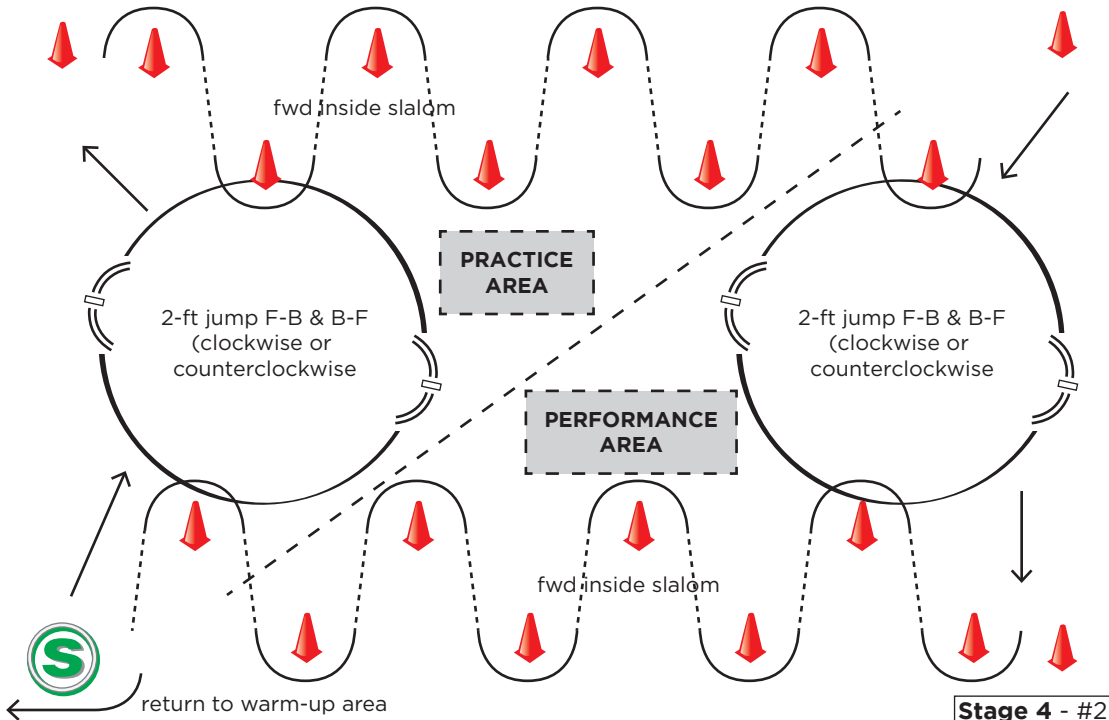 fwd inside slalom
PRACTICE
AREA
2-ft jump F-B & B-F
(clockwise or
counterclockwise
2-ft jump F-B & B-F
(clockwise or
counterclockwise
PERFORMANCE
AREA
fwd inside slalom
S
return to warm-up area
Stage 4 - #2